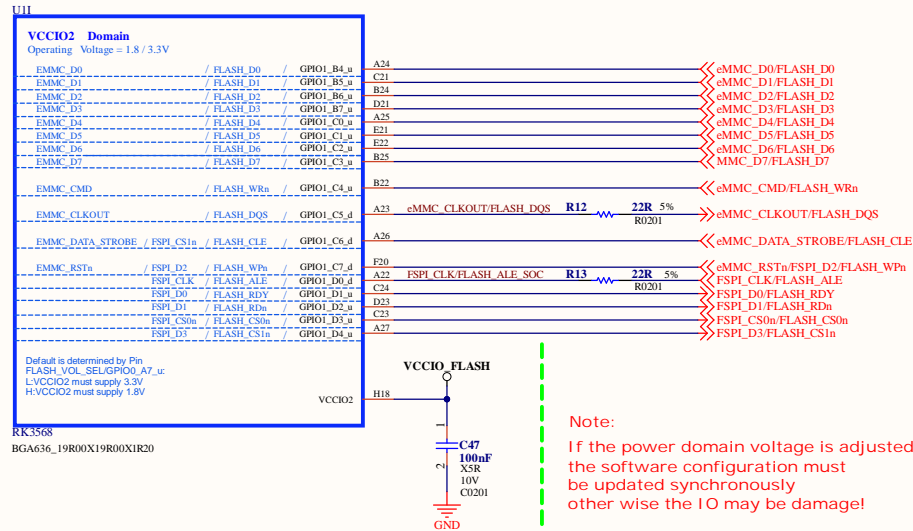 U1I
VCCIO2 Domain
Operating Voltage = 1.8 / 3.3V
EMMC_D0 / FLASH_D0 / GPIO1_B4_u A24 eMMC_D0/FLASH_D0
EMMC_D1 / FLASH_D1 / GPIO1_B5_u C21 eMMC_D1/FLASH_D1
EMMC_D2 / FLASH_D2 / GPIO1_B6_u B24 eMMC_D2/FLASH_D2
EMMC_D3 / FLASH_D3 / GPIO1_B7_u D21 eMMC_D3/FLASH_D3
EMMC_D4 / FLASH_D4 / GPIO1_C0_u A25 eMMC_D4/FLASH_D4
EMMC_D5 / FLASH_D5 / GPIO1_C1_u E21 eMMC_D5/FLASH_D5
EMMC_D6 / FLASH_D6 / GPIO1_C2_u E22 eMMC_D6/FLASH_D6
EMMC_D7 / FLASH_D7 / GPIO1_C3_u B25 MMC_D7/FLASH_D7
EMMC_CMD / FLASH_WRn / GPIO1_C4_u B22 eMMC_CMD/FLASH_WRn
EMMC_CLKOUT / FLASH_DQS / GPIO1_C5_d A23 eMMC_CLKOUT/FLASH_DQS R12 22R 5% eMMC_CLKOUT/FLASH_DQS
R0201
EMMC_DATA_STROBE / FSPI_CS1n / FLASH_CLE / GPIO1_C6_d A26 eMMC_DATA_STROBE/FLASH_CLE
EMMC_RSTn / FSPI_D2 / FLASH_WPn / GPIO1_C7_d F20 eMMC_RSTn/FSPI_D2/FLASH_WPn
FSPI_CLK / FLASH_ALE / GPIO1_D0_d A22 FSPI_CLK/FLASH_ALE_SOC R13 22R 5% FSPI_CLK/FLASH_ALE
R0201
FSPI_D0 / FLASH_RDY / GPIO1_D1_u C24 FSPI_D0/FLASH_RDY
FSPI_D1 / FLASH_RDn / GPIO1_D2_u D23 FSPI_D1/FLASH_RDn
FSPI_CS0n / FLASH_CS0n / GPIO1_D3_u C23 FSPI_CS0n/FLASH_CS0n
FSPI_D3 / FLASH_CS1n / GPIO1_D4_u A27 FSPI_D3/FLASH_CS1n
Default is determined by Pin
FLASH_VOL_SEL/GPIO0_A7_u:
L:VCCIO2 must supply 3.3V
H:VCCIO2 must supply 1.8V
VCCIO2 H18
VCCIO_FLASH
1
C47
100nF
2
X5R
10V
C0201
GND
RK3568
BGA636_19R00X19R00X1R20
Note:
If the power domain voltage is adjusted
the software configuration must
be updated synchronously
other wise the IO may be damage!